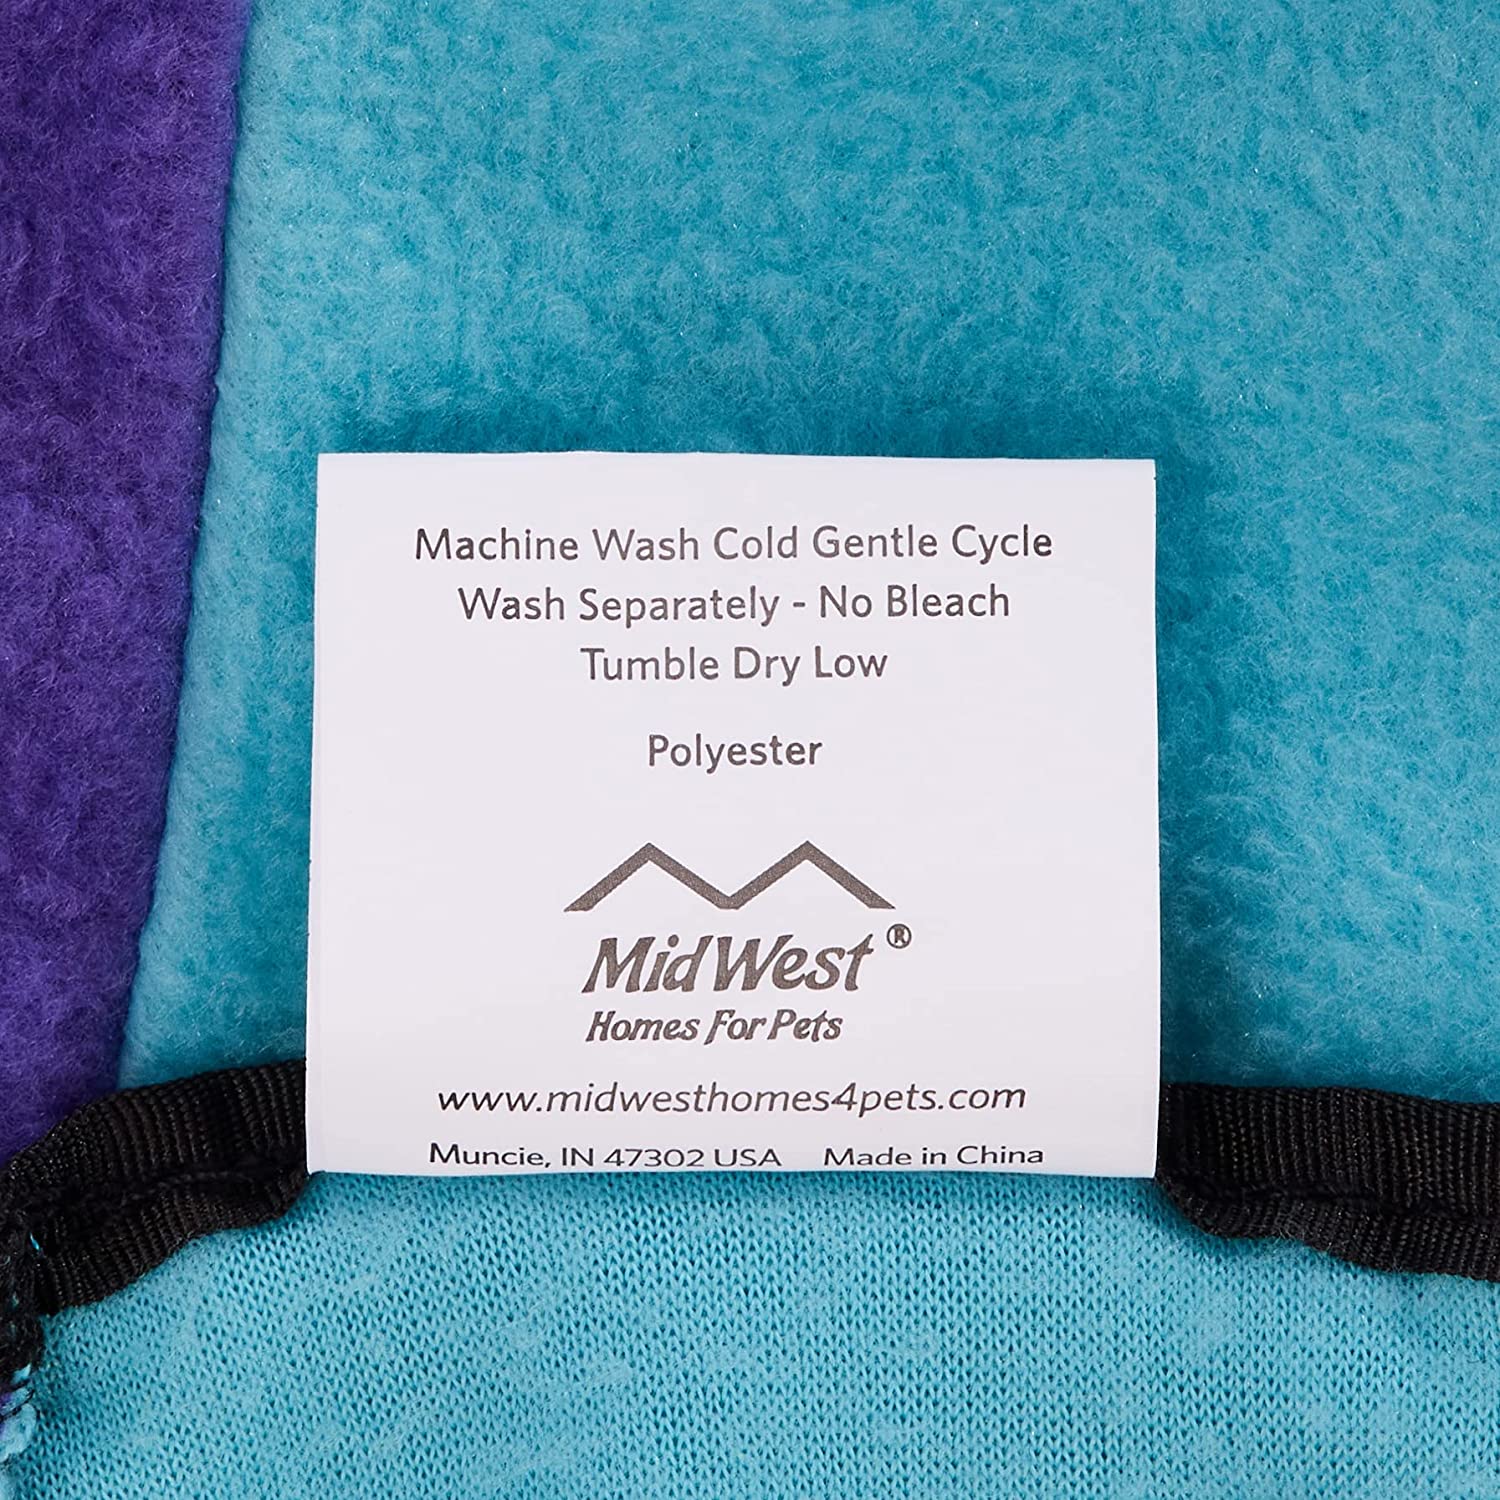 Machine Wash Cold Gentle Cycle
Wash Separately - No Bleach
Tumble Dry Low
Polyester
MidWest®
Homes For Pets
www.midwesthomes4pets.com
Muncie, IN 47302 USA Made in China